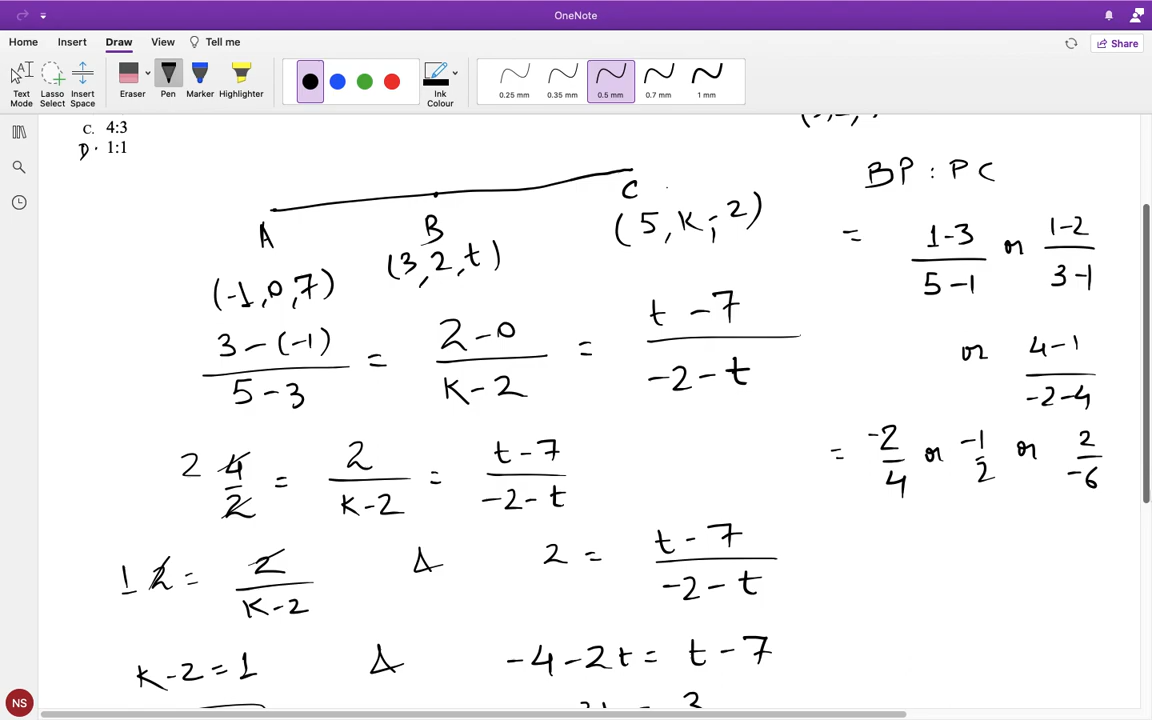 OneNote
Home Insert Draw View Tell me
Share
Text Mode
Lasso Select
Insert Space
Eraser
Pen
Marker
Highlighter
Ink Colour
0.25 mm
0.35 mm
0.5 mm
0.7 mm
1 mm
C. 4:3
D. 1:1
A
B
C
(-1,0,7)
(3,2,t)
(5,K,-2)
(3-(-1))/(5-3) = (2-0)/(K-2) = (t-7)/(-2-t)
2 4/2 = 2/(K-2) = (t-7)/(-2-t)
1 2 = 2/(K-2) Δ 2 = (t-7)/(-2-t)
K-2=1 Δ -4-2t = t-7
BP : PC
= (1-3)/(5-1) or (1-2)/(3-1)
or (4-1)/(-2-4)
= -2/4 or -1/2 or 2/-6
NS